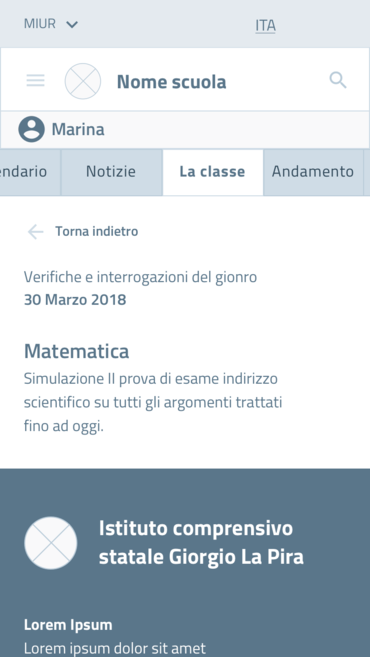 MIUR
ITA
Nome scuola
Marina
endario
Notizie
La classe
Andamento
Torna indietro
Verifiche e interrogazioni del gionro
30 Marzo 2018
Matematica
Simulazione II prova di esame indirizzo
scientifico su tutti gli argomenti trattati
fino ad oggi.
Istituto comprensivo
statale Giorgio La Pira
Lorem Ipsum
Lorem ipsum dolor sit amet